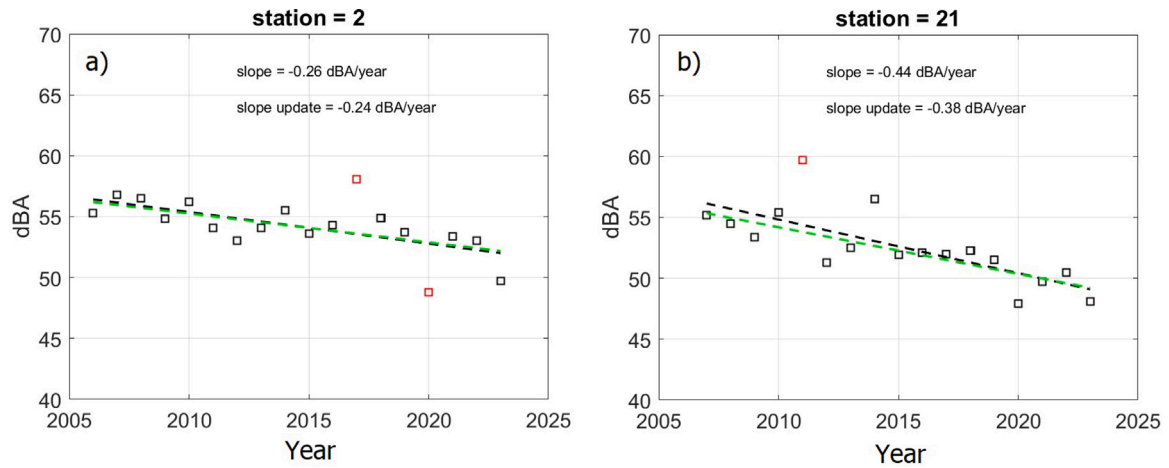 station = 2
a)
slope = -0.26 dBA/year
slope update = -0.24 dBA/year
70
65
60
55
50
45
40
dBA
2005
2010
2015
2020
2025
Year
station = 21
b)
slope = -0.44 dBA/year
slope update = -0.38 dBA/year
70
65
60
55
50
45
40
dBA
2005
2010
2015
2020
2025
Year